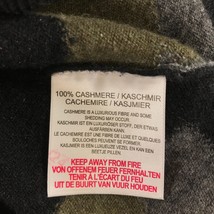 100% CASHMERE / KASCHMIR
CACHEMIRE / KASJMIER
CASHMERE IS A LUXURIOUS FIBRE AND SOME
SHEDDING MAY OCCUR.
KASCHMIR IST EIN LUXURIÖSER STOFF, DER ETWAS
AUSFÄRBEN KANN.
LE CACHEMIRE EST UNE FIBRE DE LUXE ET QUELQUES
BOULOCHES PEUVENT SE FORMER.
KASJMIER IS EEN LUXUEUZE VEZEL EN KAN EEN
BEETJE PILLEN.
KEEP AWAY FROM FIRE
VON OFFENEM FEUER FERNHALTEN
TENIR À L'ÉCART DU FEU
UIT DE BUURT VAN VUUR HOUDEN